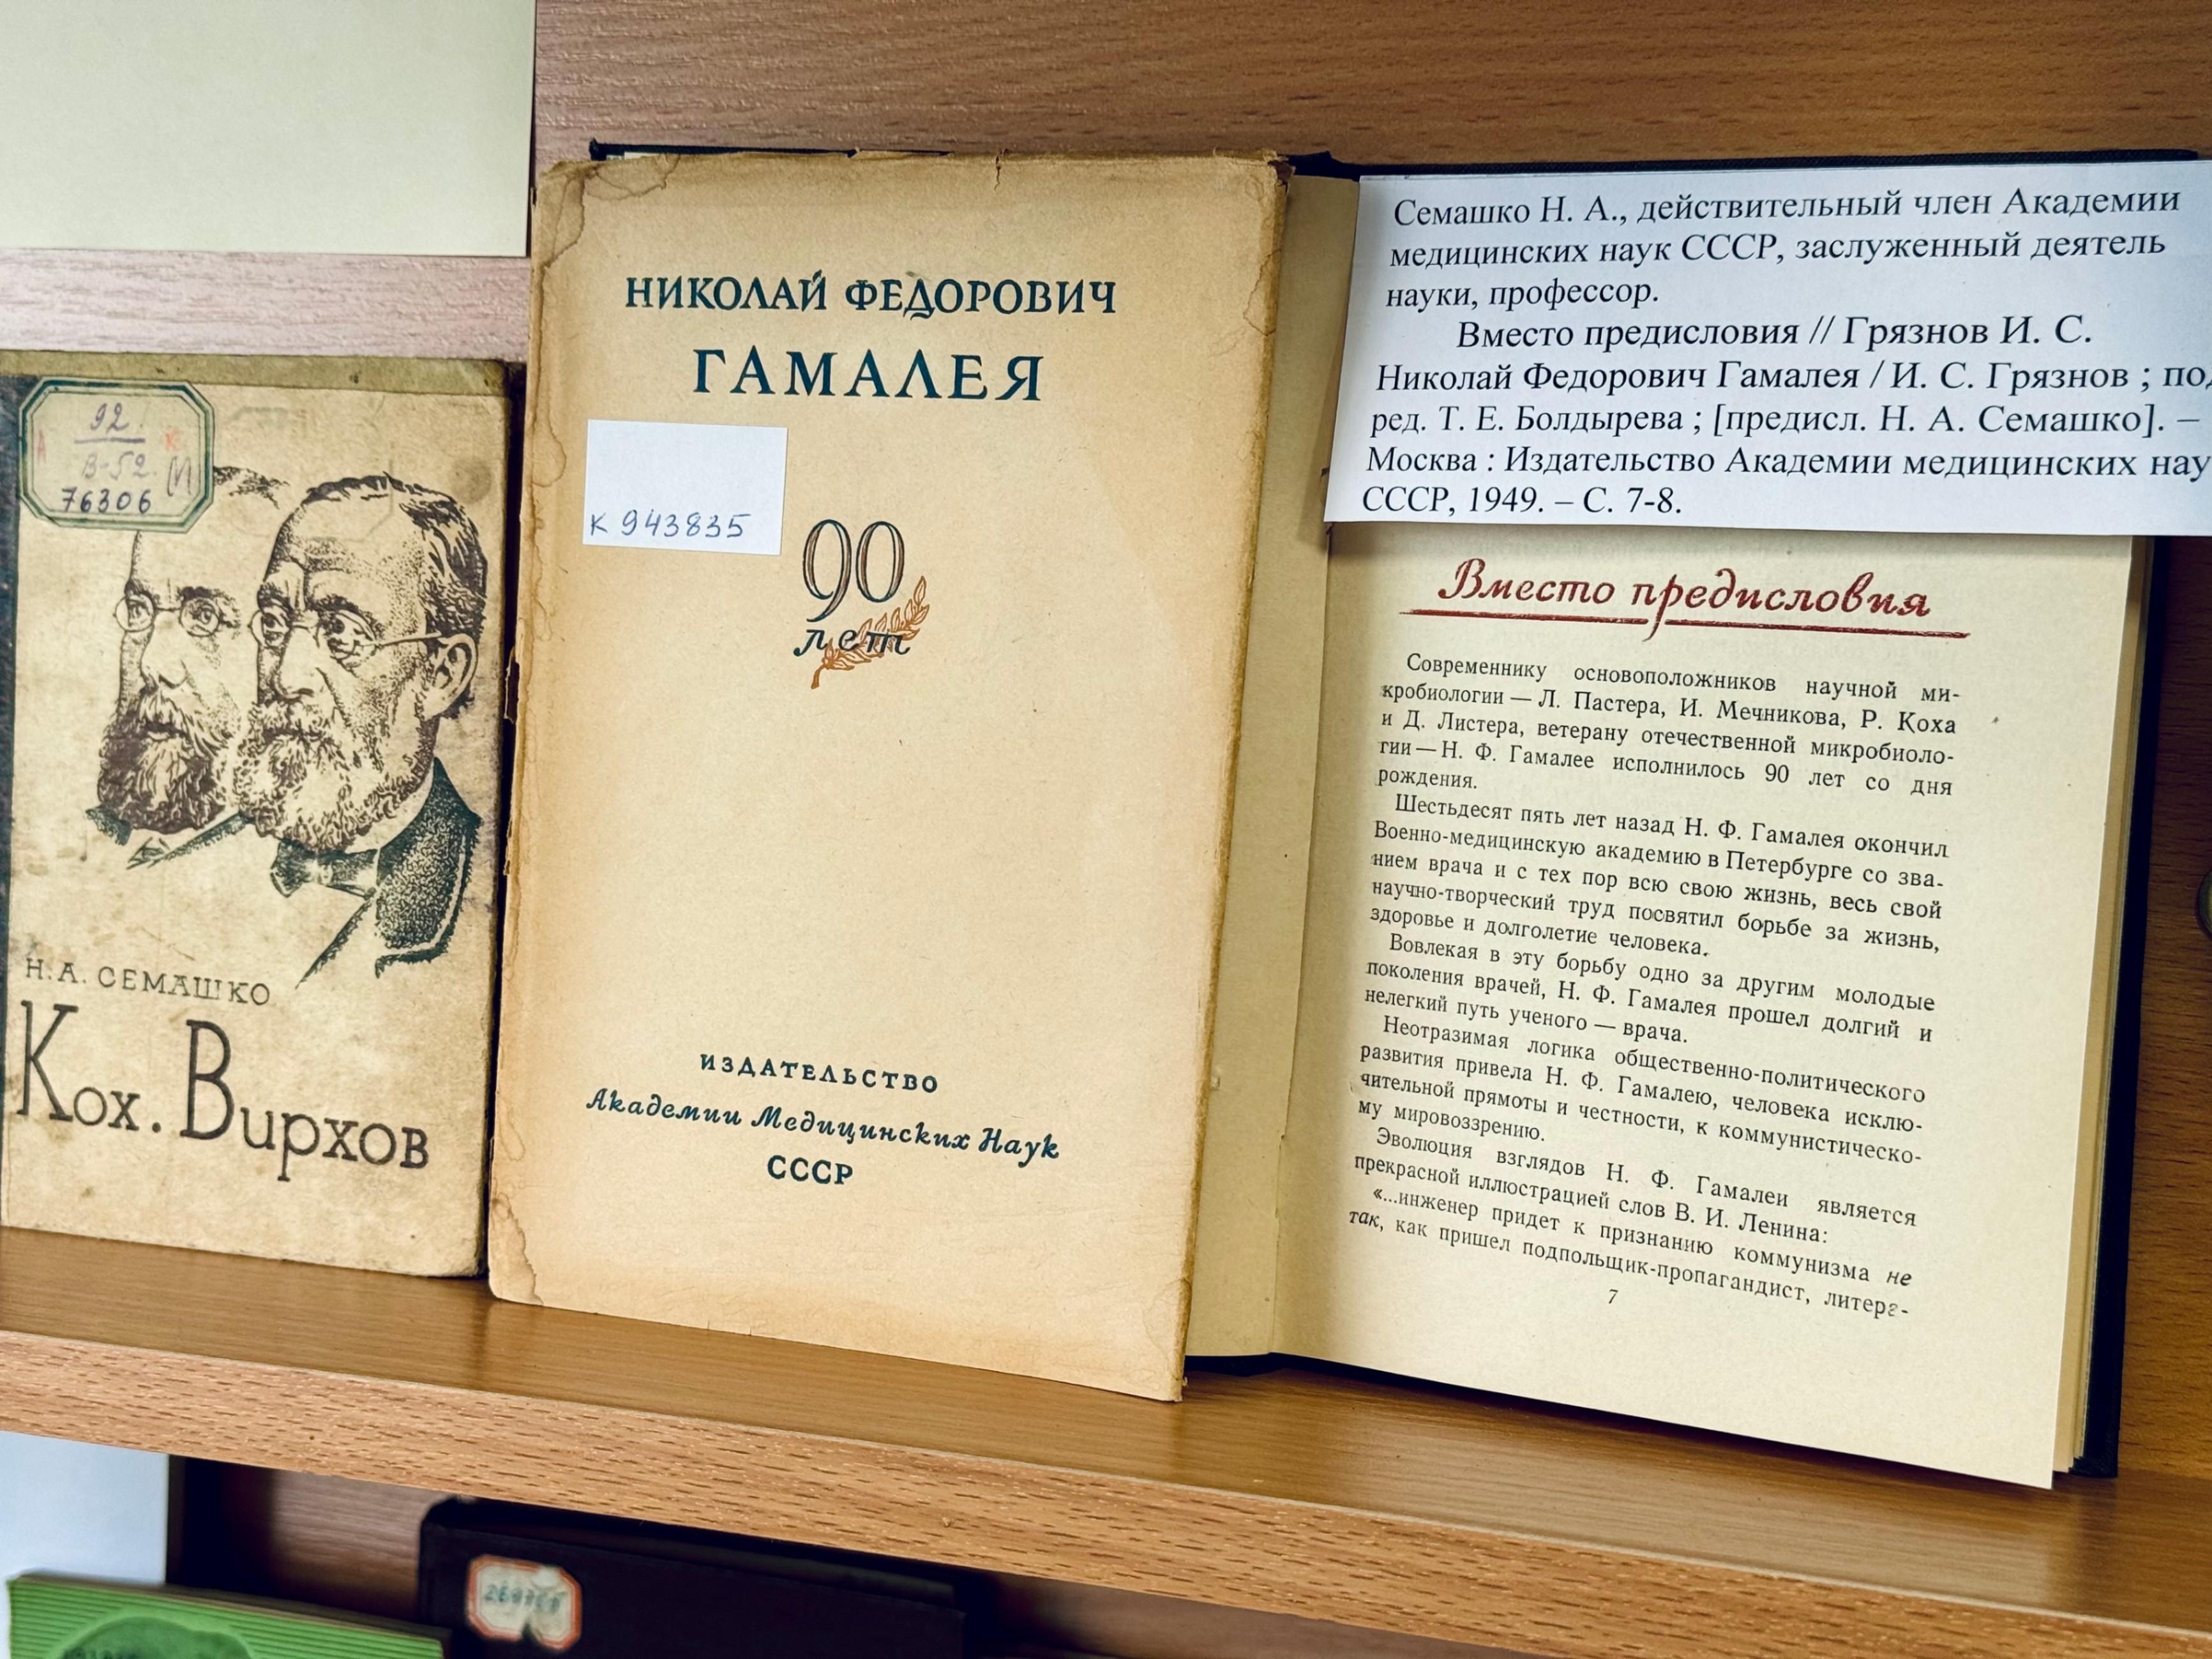 92
В-52
76306
Н. А. СЕМАШКО
Кох. Вирхов
НИКОЛАЙ ФЕДОРОВИЧ
ГАМАЛЕЯ
К 943835
90
лет
ИЗДАТЕЛЬСТВО
Академии Медицинских Наук
СССР
Семашко Н. А., действительный член Академии
медицинских наук СССР, заслуженный деятель
науки, профессор.
Вместо предисловия // Грязнов И. С.
Николай Федорович Гамалея / И. С. Грязнов ; под
ред. Т. Е. Болдырева ; [предисл. Н. А. Семашко]. –
Москва : Издательство Академии медицинских нау
СССР, 1949. – С. 7-8.
Вместо предисловия
Современнику основоположников научной ми-
кробиологии — Л. Пастера, И. Мечникова, Р. Коха
и Д. Листера, ветерану отечественной микробиоло-
гии — Н. Ф. Гамалее исполнилось 90 лет со дня
рождения.
Шестьдесят пять лет назад Н. Ф. Гамалея окончил
Военно-медицинскую академию в Петербурге со зва-
нием врача и с тех пор всю свою жизнь, весь свой
научно-творческий труд посвятил борьбе за жизнь,
здоровье и долголетие человека.
Вовлекая в эту борьбу одно за другим молодые
поколения врачей, Н. Ф. Гамалея прошел долгий и
нелегкий путь ученого — врача.
Неотразимая логика общественно-политического
развития привела Н. Ф. Гамалею, человека исклю-
чительной прямоты и честности, к коммунистическо-
му мировоззрению.
Эволюция взглядов Н. Ф. Гамалеи является
прекрасной иллюстрацией слов В. И. Ленина:
«...инженер придет к признанию коммунизма не
так, как пришел подпольщик-пропагандист, литера-
7